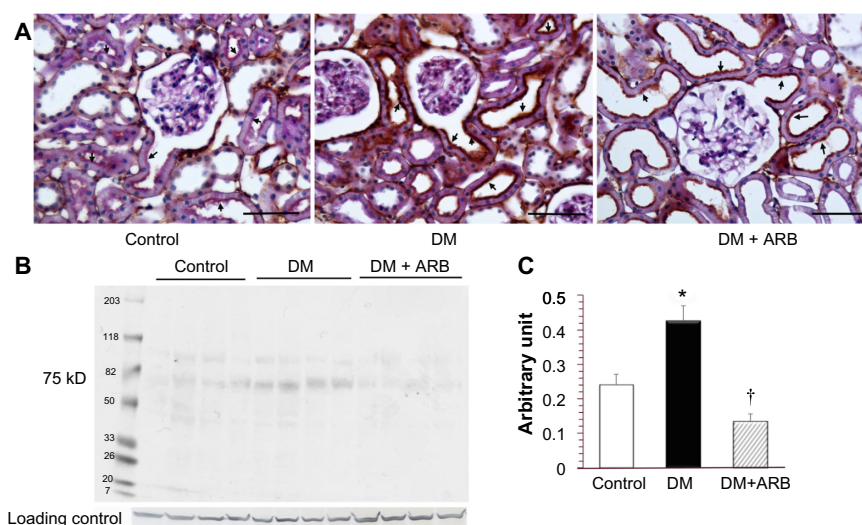 A
Control
DM
DM + ARB
B
Control
DM
DM + ARB
203
118
82
75 kD
50
33
26
20
7
Loading control
C
Arbitrary unit
0.5
0.4
0.3
0.2
0.1
0
*
†
Control
DM
DM+ARB